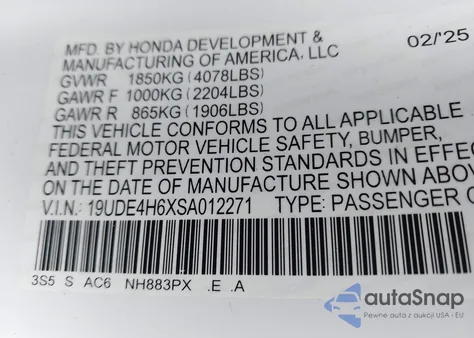 MFD. BY HONDA DEVELOPMENT & 02/'25
MANUFACTURING OF AMERICA, LLC
GVWR 1850KG (4078LBS)
GAWR F 1000KG (2204LBS)
GAWR R 865KG (1906LBS)
THIS VEHICLE CONFORMS TO ALL APPLICABLE
FEDERAL MOTOR VEHICLE SAFETY, BUMPER,
AND THEFT PREVENTION STANDARDS IN EFFEC
ON THE DATE OF MANUFACTURE SHOWN ABOV
V.I.N.: 19UDE4H6XSA012271 TYPE: PASSENGER C
3S5 S AC6 NH883PX .E .A
autoSnap
Pewne auta z aukcji USA - EU